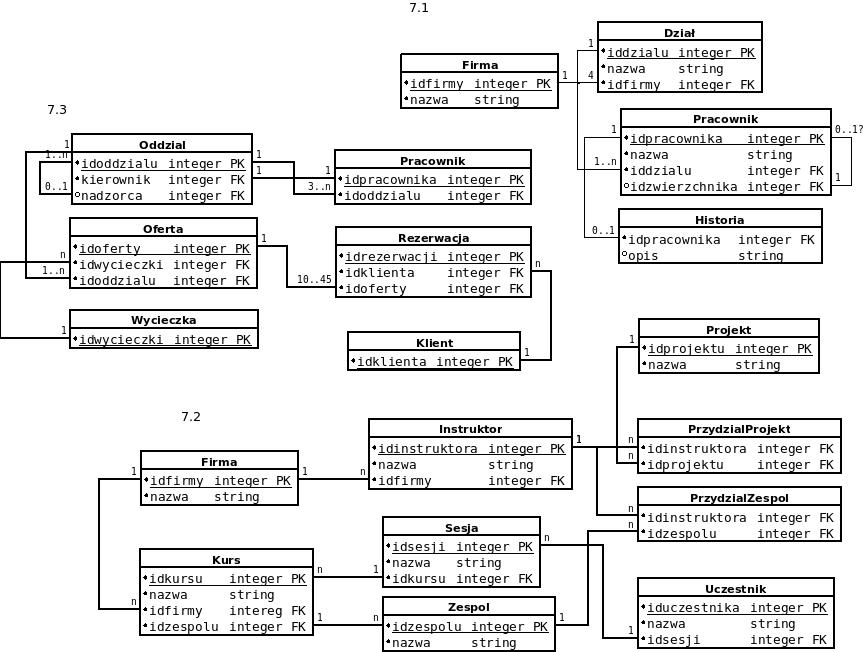 7.1
Firma
idfirmy integer PK
nazwa string
1
4
1
Dział
iddzialu integer PK
nazwa string
idfirmy integer FK
Pracownik
idpracownika integer PK
nazwa string
iddzialu integer FK
idzwierzchnika integer FK
1
1..n
0..1
0..1?
1
Historia
idpracownika integer FK
opis string
7.3
Oddzial
idoddzialu integer PK
kierownik integer FK
nadzorca integer FK
1
1..n
0..1
1
1
1
3..n
Pracownik
idpracownika integer PK
idoddzialu integer FK
Oferta
idoferty integer PK
idwycieczki integer FK
idoddzialu integer FK
n
1..n
1
10..45
Rezerwacja
idrezerwacji integer PK
idklienta integer FK
idoferty integer FK
n
Wycieczka
idwycieczki integer PK
1
Klient
idklienta integer PK
1
7.2
Firma
idfirmy integer PK
nazwa string
1
1
n
Instruktor
idinstruktora integer PK
nazwa string
idfirmy integer FK
1
Projekt
idprojektu integer PK
nazwa string
1
PrzydzialProjekt
idinstruktora integer FK
idprojektu integer FK
n
n
PrzydzialZespol
idinstruktora integer FK
idzespolu integer FK
n
n
Kurs
idkursu integer PK
nazwa string
idfirmy intereg FK
idzespolu integer FK
n
n
1
1
n
Sesja
idsesji integer PK
nazwa string
idkursu integer FK
n
Zespol
idzespolu integer PK
nazwa string
1
Uczestnik
iduczestnika integer PK
nazwa string
idsesji integer FK
1